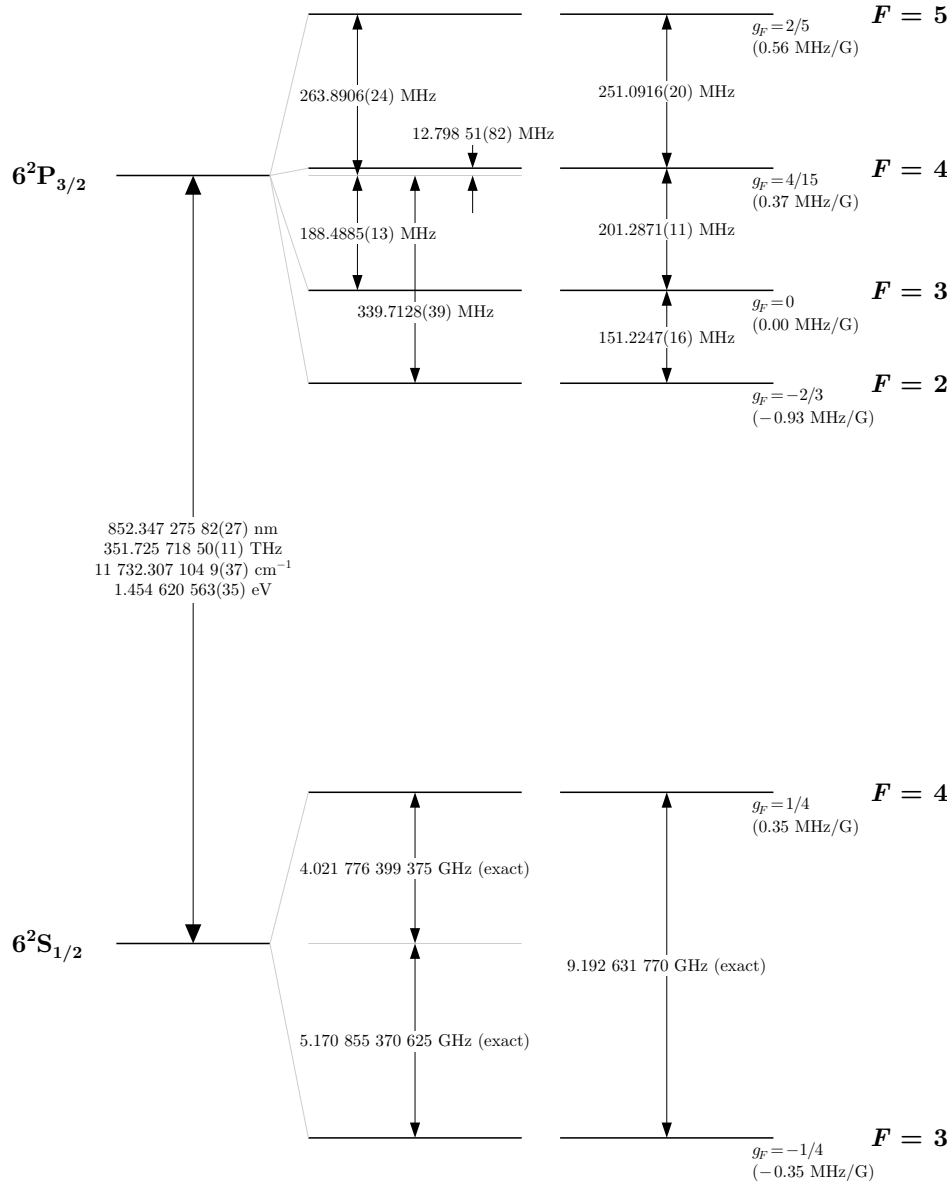 F = 5
g_F = 2/5
(0.56 MHz/G)
263.8906(24) MHz
251.0916(20) MHz
12.798 51(82) MHz
6²P₃/₂
F = 4
g_F = 4/15
(0.37 MHz/G)
188.4885(13) MHz
201.2871(11) MHz
F = 3
g_F = 0
(0.00 MHz/G)
339.7128(39) MHz
151.2247(16) MHz
F = 2
g_F = −2/3
(−0.93 MHz/G)
852.347 275 82(27) nm
351.725 718 50(11) THz
11 732.307 104 9(37) cm⁻¹
1.454 620 563(35) eV
F = 4
g_F = 1/4
(0.35 MHz/G)
4.021 776 399 375 GHz (exact)
6²S₁/₂
9.192 631 770 GHz (exact)
5.170 855 370 625 GHz (exact)
F = 3
g_F = −1/4
(−0.35 MHz/G)